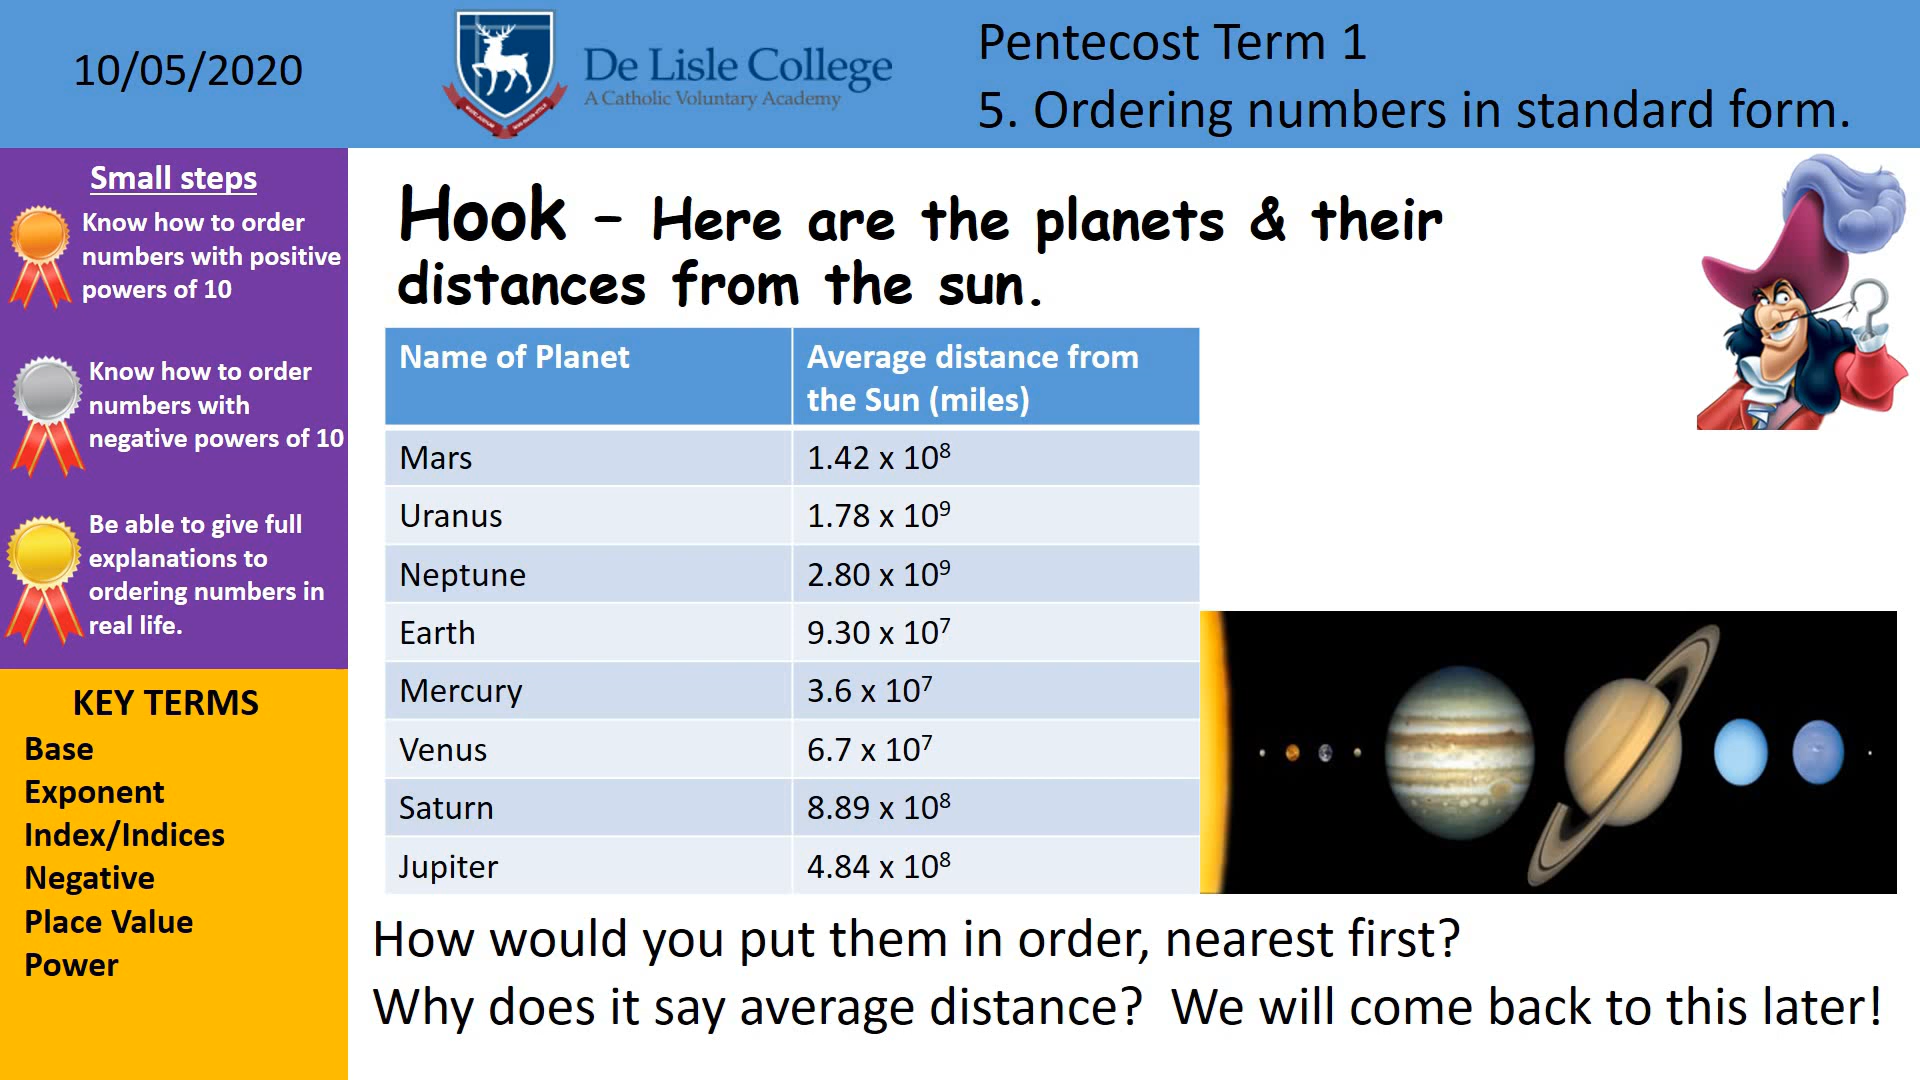 10/05/2020
De Lisle College
A Catholic Voluntary Academy
Pentecost Term 1
5. Ordering numbers in standard form.
Small steps
Know how to order
numbers with positive
powers of 10
Know how to order
numbers with
negative powers of 10
Be able to give full
explanations to
ordering numbers in
real life.
KEY TERMS
Base
Exponent
Index/Indices
Negative
Place Value
Power
Hook – Here are the planets & their
distances from the sun.
Name of Planet
Average distance from
the Sun (miles)
Mars 1.42 x 10⁸
Uranus 1.78 x 10⁹
Neptune 2.80 x 10⁹
Earth 9.30 x 10⁷
Mercury 3.6 x 10⁷
Venus 6.7 x 10⁷
Saturn 8.89 x 10⁸
Jupiter 4.84 x 10⁸
How would you put them in order, nearest first?
Why does it say average distance?  We will come back to this later!